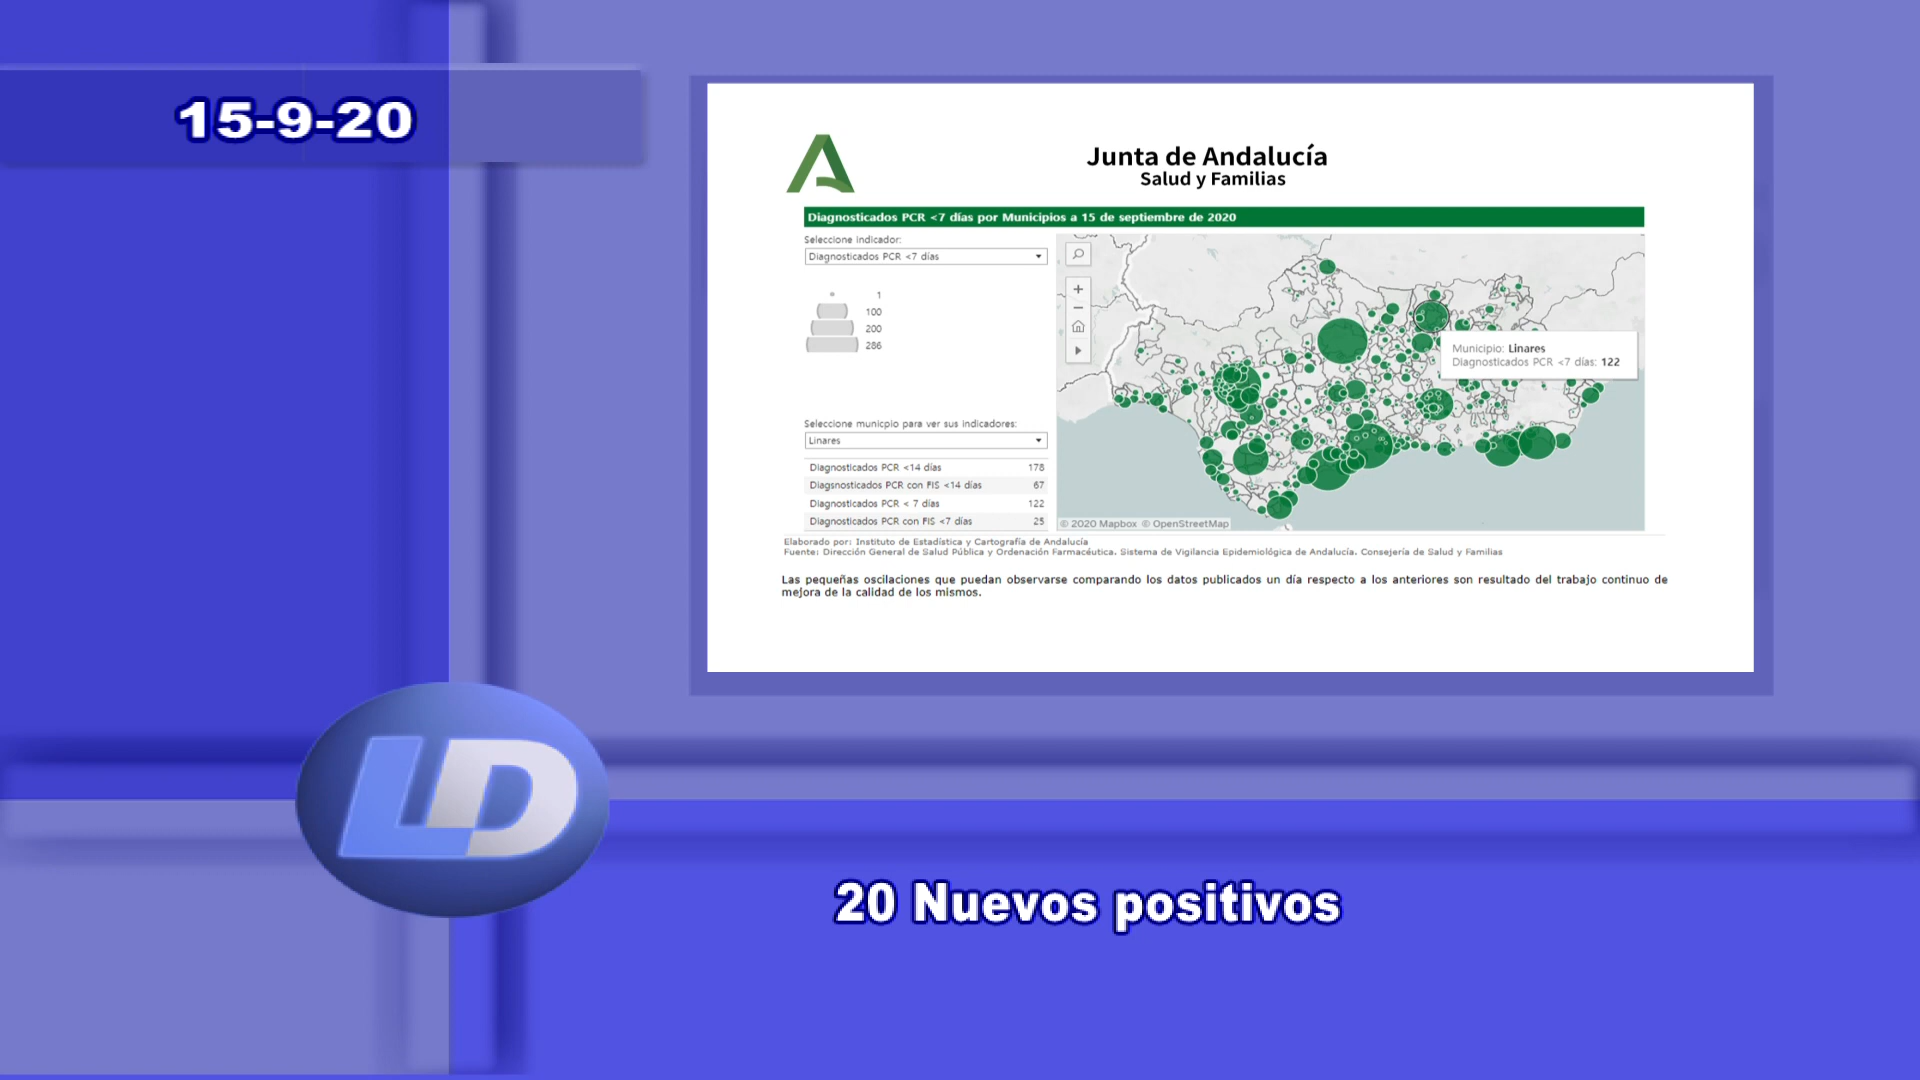 15-9-20
Junta de Andalucía
Salud y Familias
Diagnosticados PCR <7 días por Municipios a 15 de septiembre de 2020
Seleccione indicador:
Diagnosticados PCR <7 días
1
100
200
286
+
−
Municipio: Linares
Diagnosticados PCR <7 días: 122
Seleccione municpio para ver sus indicadores:
Linares
Diagnosticados PCR <14 días 178
Diagsnosticados PCR con FIS <14 días 67
Diagnosticados PCR < 7 días 122
Diagnosticados PCR con FIS <7 días 25
© 2020 Mapbox © OpenStreetMap
Elaborado por: Instituto de Estadística y Cartografía de Andalucía
Fuente: Dirección General de Salud Pública y Ordenación Farmacéutica. Sistema de Vigilancia Epidemiológica de Andalucía. Consejería de Salud y Familias
Las pequeñas oscilaciones que puedan observarse comparando los datos publicados un día respecto a los anteriores son resultado del trabajo continuo de
mejora de la calidad de los mismos.
LD
20 Nuevos positivos